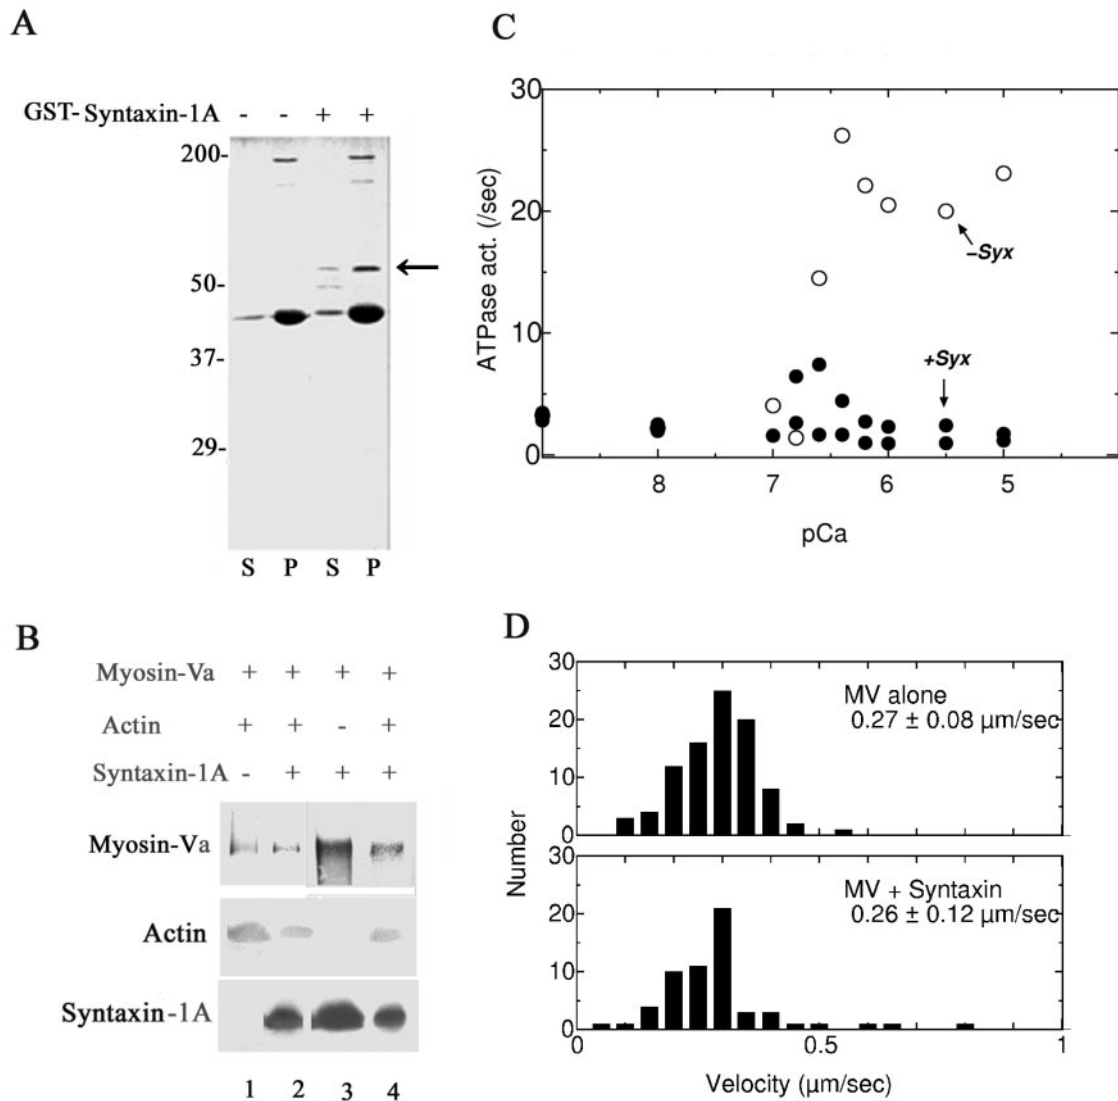 A
GST-Syntaxin-1A - - + +
200-
50-
37-
29-
S P S P
B
Myosin-Va + + + +
Actin + + - +
Syntaxin-1A - + + +
Myosin-Va
Actin
Syntaxin-1A
1 2 3 4
C
30
20
10
0
ATPase act. (/sec)
–Syx
+Syx
8 7 6 5
pCa
D
30
20
10
0
MV alone
0.27 ± 0.08 µm/sec
30
20
10
0
MV + Syntaxin
0.26 ± 0.12 µm/sec
Number
0 0.5 1
Velocity (µm/sec)